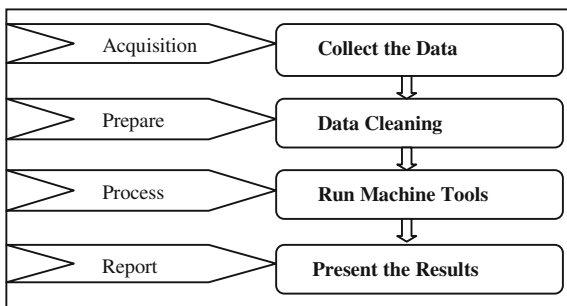 Acquisition
Collect the Data
Prepare
Data Cleaning
Process
Run Machine Tools
Report
Present the Results